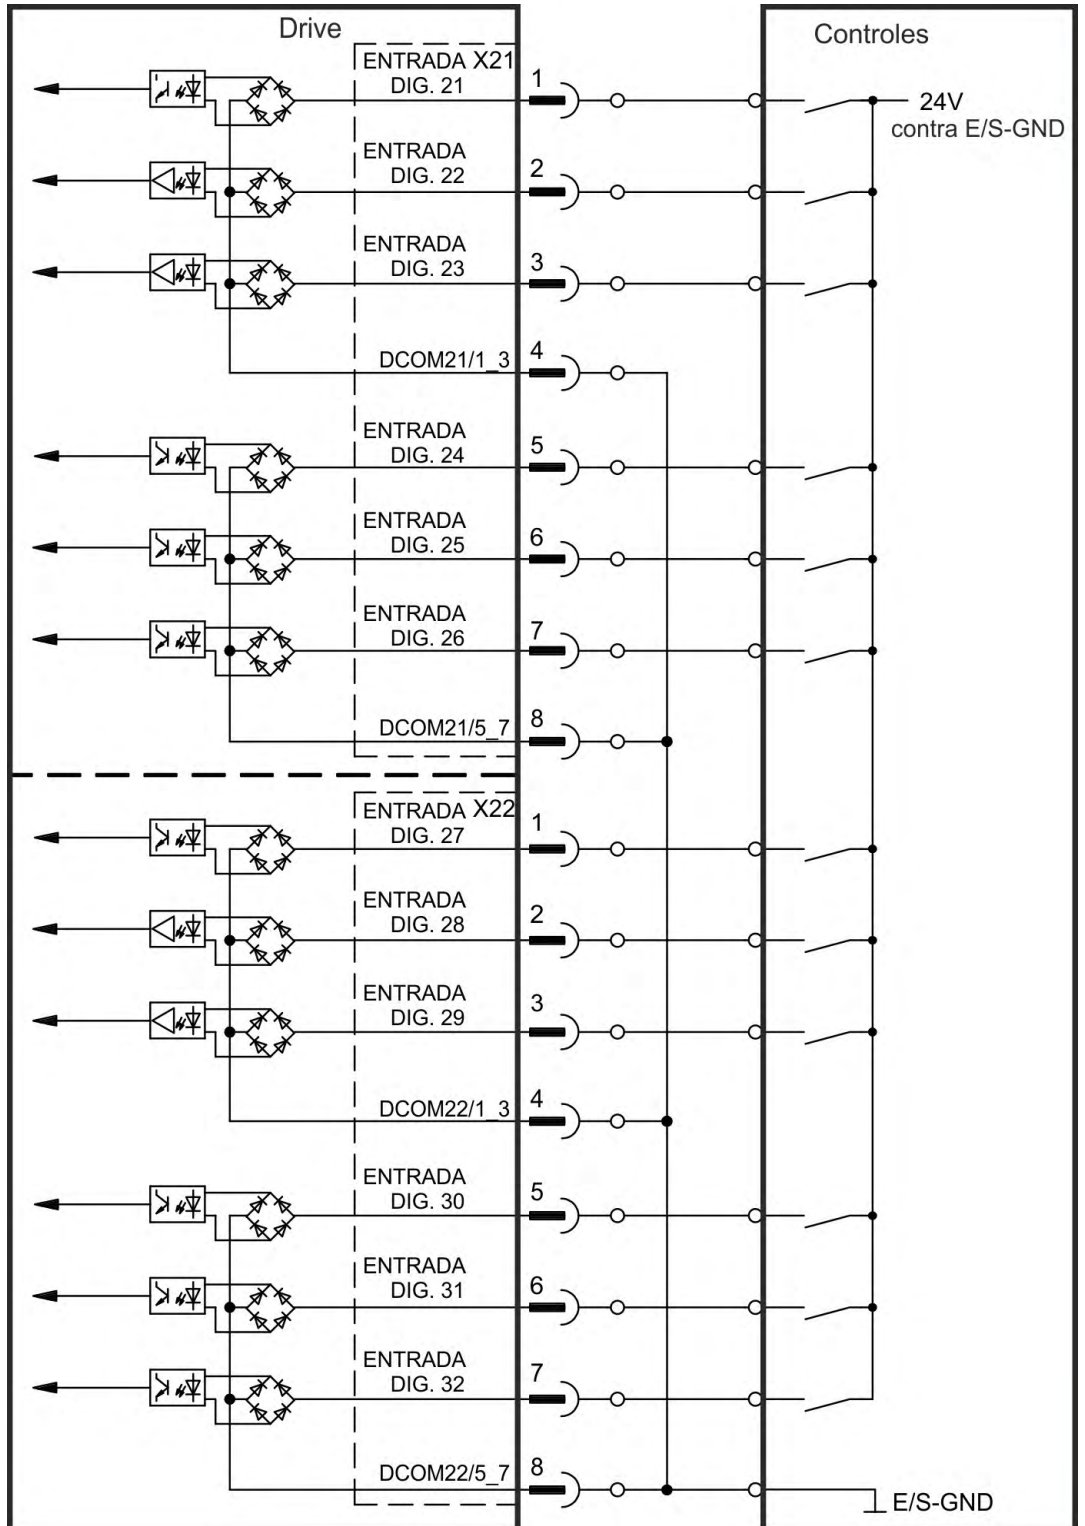 Drive
Controles
ENTRADA X21
DIG. 21
1
24V
contra E/S-GND
ENTRADA
DIG. 22
2
ENTRADA
DIG. 23
3
DCOM21/1_3
4
ENTRADA
DIG. 24
5
ENTRADA
DIG. 25
6
ENTRADA
DIG. 26
7
DCOM21/5_7
8
ENTRADA X22
DIG. 27
1
ENTRADA
DIG. 28
2
ENTRADA
DIG. 29
3
DCOM22/1_3
4
ENTRADA
DIG. 30
5
ENTRADA
DIG. 31
6
ENTRADA
DIG. 32
7
DCOM22/5_7
8
E/S-GND